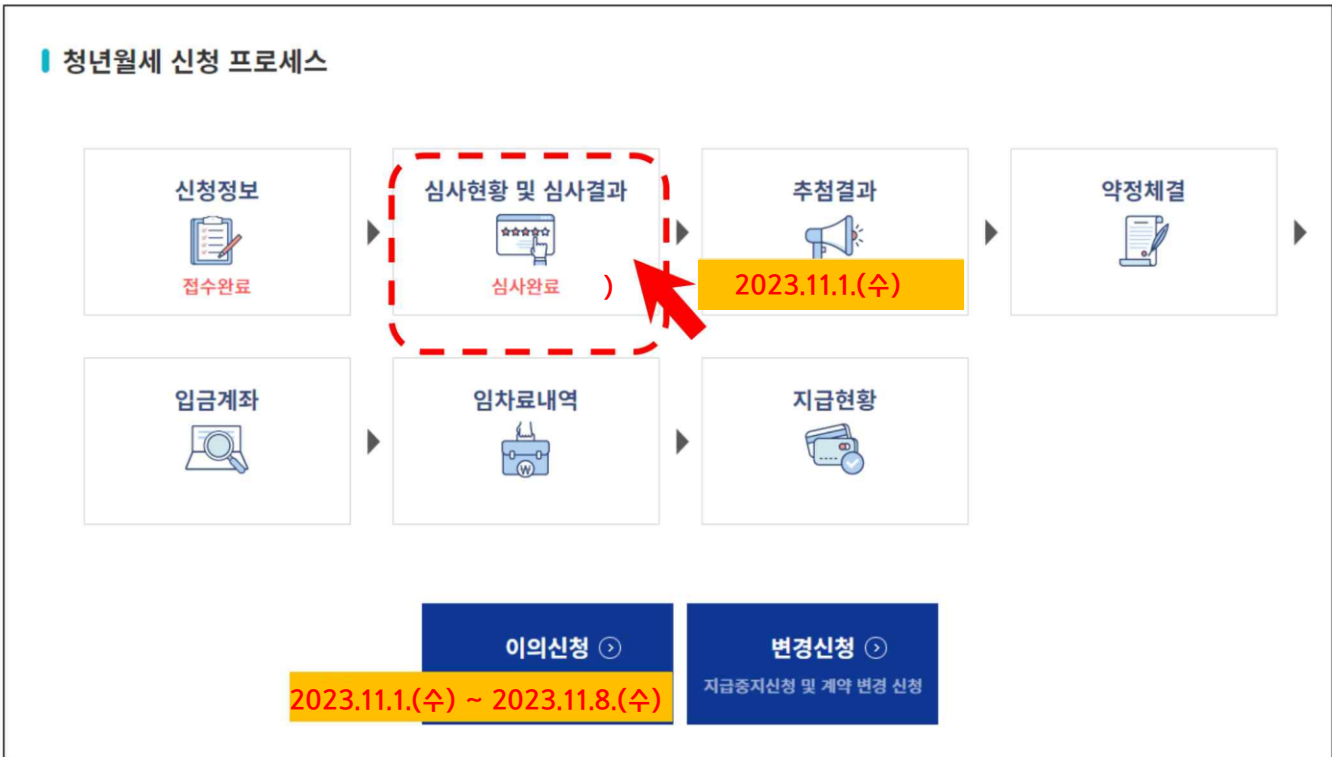 청년월세 신청 프로세스
신청정보
접수완료
심사현황 및 심사결과
심사완료 )
추첨결과
2023.11.1.(수)
약정체결
입금계좌
임차료내역
W
지급현황
이의신청
2023.11.1.(수) ~ 2023.11.8.(수)
변경신청
지급중지신청 및 계약 변경 신청